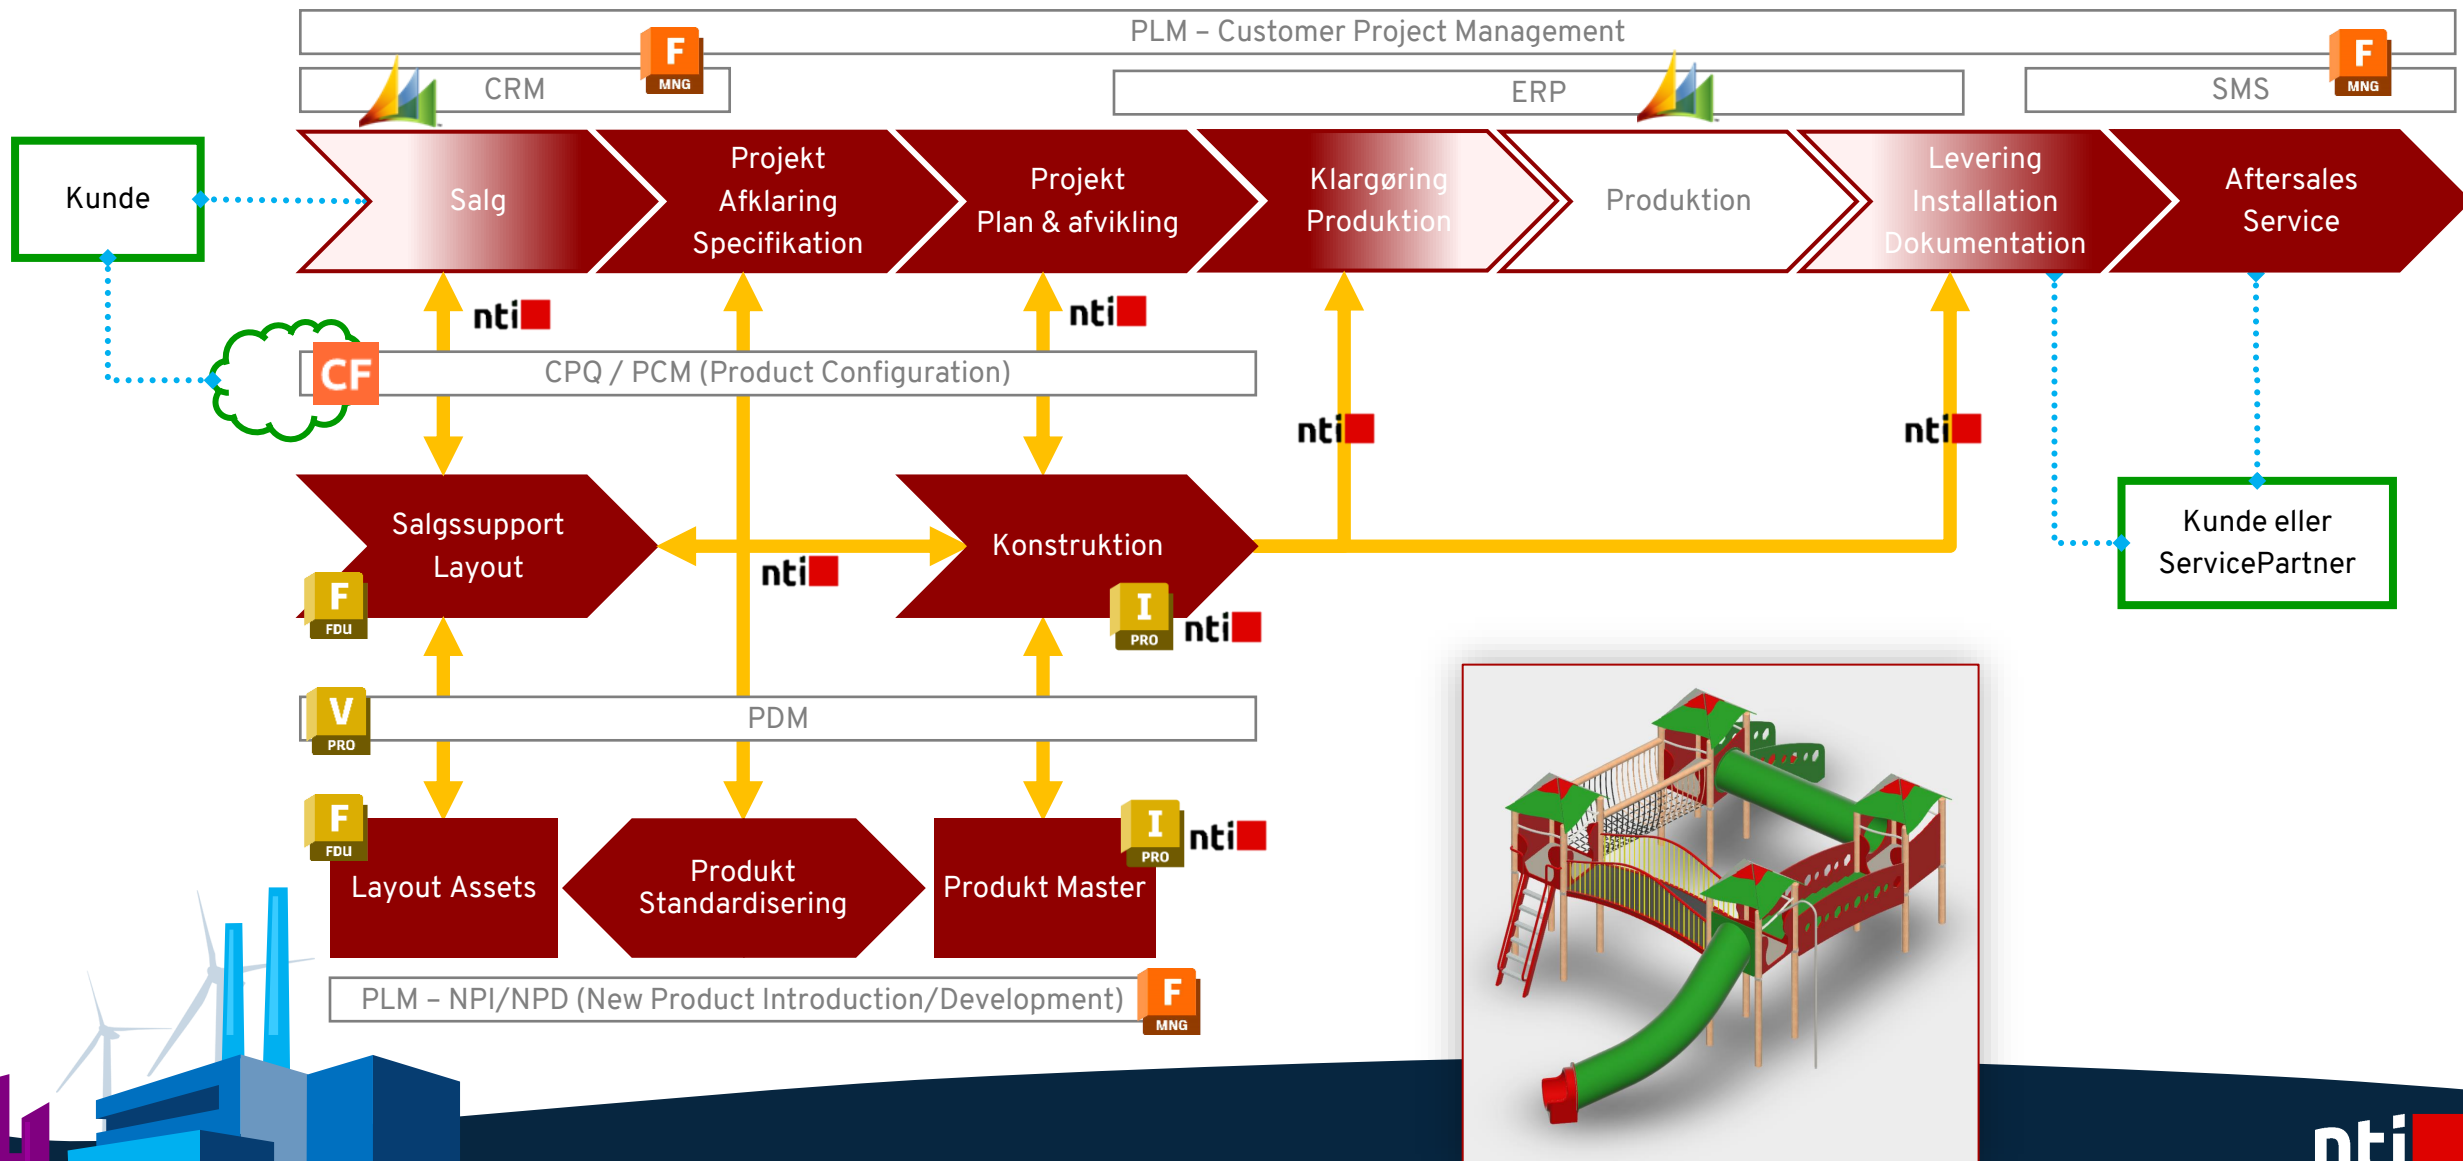 PLM – Customer Project Management
F
MNG
F
MNG
CRM
ERP
SMS
Kunde
Salg
Projekt
Afklaring
Specifikation
Projekt
Plan & afvikling
Klargøring
Produktion
Produktion
Levering
Installation
Dokumentation
Aftersales
Service
nti
nti
CF
CPQ / PCM (Product Configuration)
nti
nti
Salgssupport
Layout
F
FDU
nti
Konstruktion
I
PRO
nti
Kunde eller
ServicePartner
V
PRO
PDM
F
FDU
Layout Assets
Produkt
Standardisering
Produkt Master
I
PRO
nti
PLM – NPI/NPD (New Product Introduction/Development)
F
MNG
nti